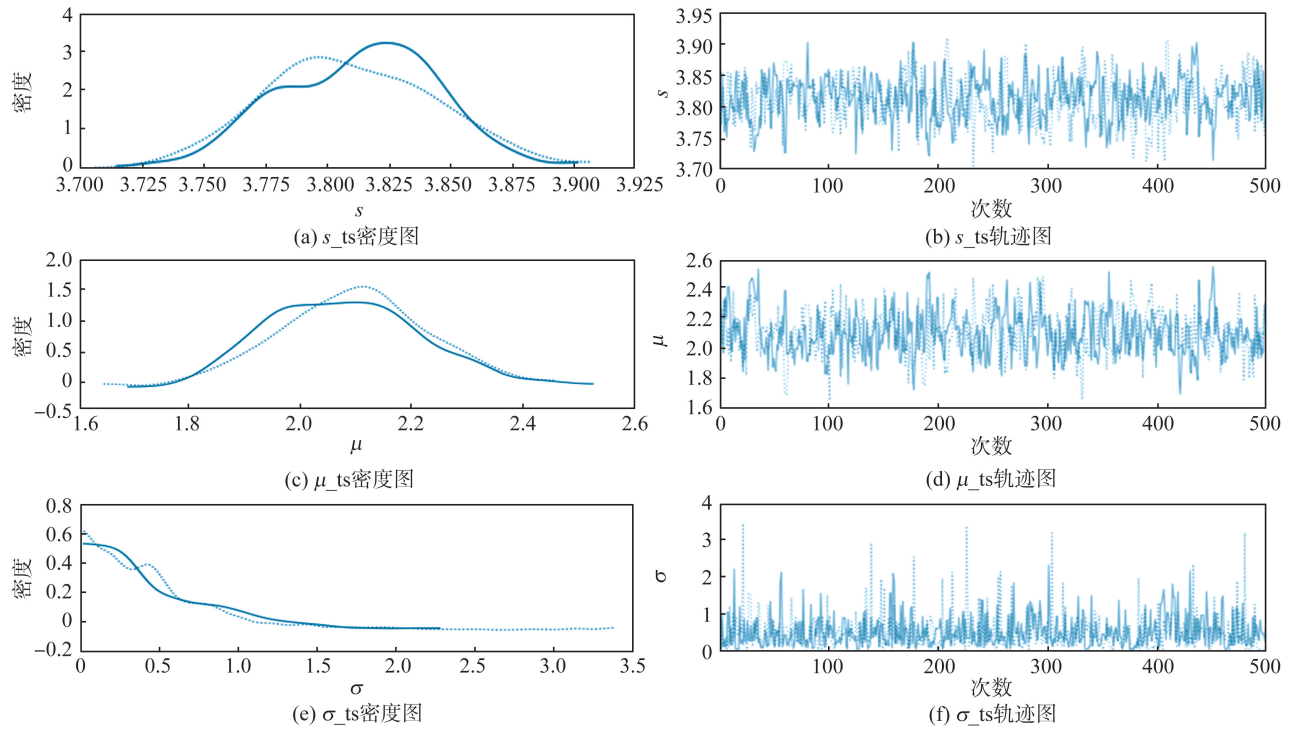 4
3
2
1
0
密度
3.700 3.725 3.750 3.775 3.800 3.825 3.850 3.875 3.900 3.925
s
(a) s_ts密度图
3.95
3.90
3.85
3.80
3.75
3.70
s
0 100 200 300 400 500
次数
(b) s_ts轨迹图
2.0
1.5
1.0
0.5
0
–0.5
密度
1.6 1.8 2.0 2.2 2.4 2.6
μ
(c) μ_ts密度图
2.6
2.4
2.2
2.0
1.8
1.6
μ
0 100 200 300 400 500
次数
(d) μ_ts轨迹图
0.8
0.6
0.4
0.2
0
–0.2
密度
0 0.5 1.0 1.5 2.0 2.5 3.0 3.5
σ
(e) σ_ts密度图
4
3
2
1
0
σ
100 200 300 400 500
次数
(f) σ_ts轨迹图